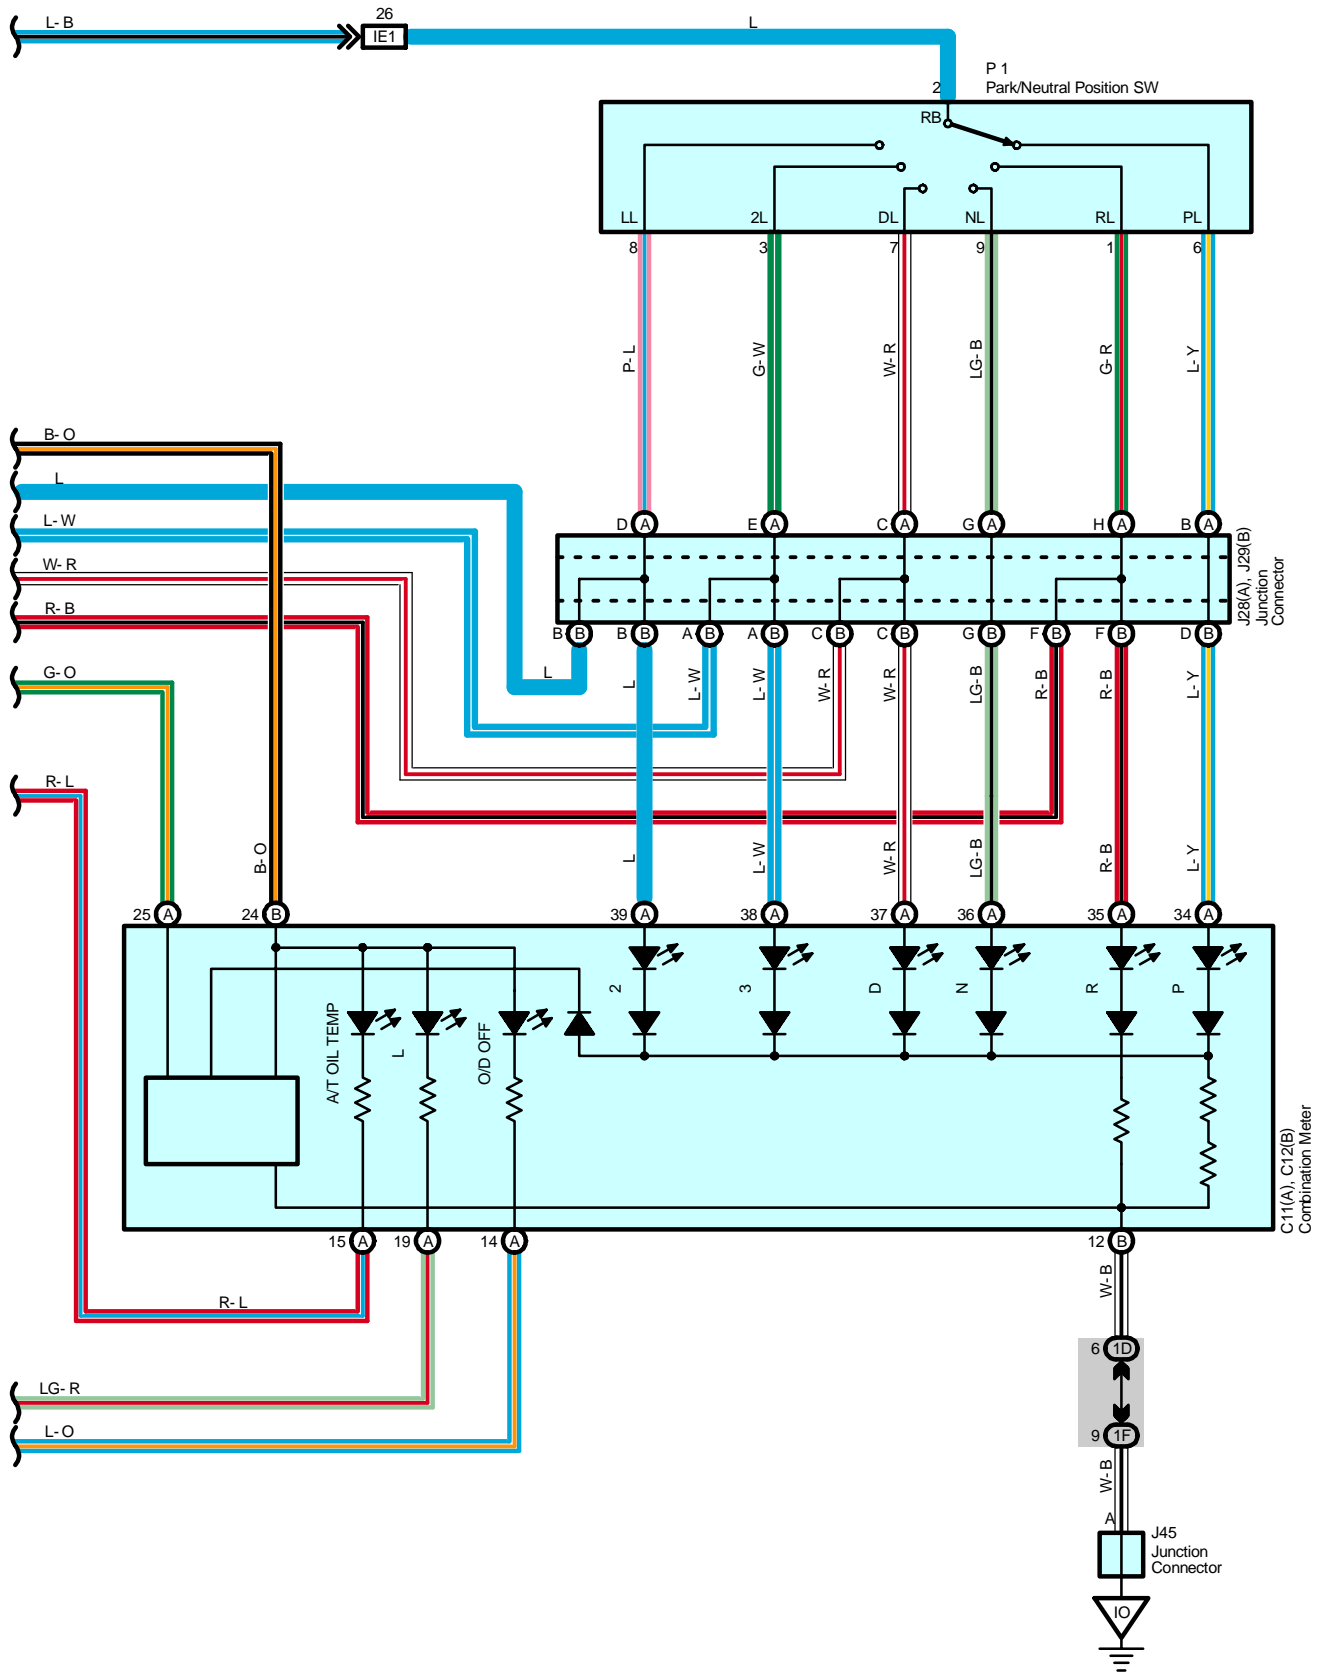 L- B
26
IE1
L
P 1
Park/Neutral Position SW
2
RB
LL
2L
DL
NL
RL
PL
8
3
7
9
1
6
P- L
G- W
W- R
LG- B
G- R
L- Y
B- O
L
L- W
W- R
R- B
G- O
R- L
D A
E A
C A
G A
H A
B A
J28(A), J29(B)
Junction
Connector
B B
B B
A B
A B
C B
C B
G B
F B
F B
D B
L
L
L- W
L- W
W- R
W- R
LG- B
R- B
R- B
L- Y
B- O
L
L- W
W- R
LG- B
R- B
L- Y
25 A
24 B
39 A
38 A
37 A
36 A
35 A
34 A
A/T OIL TEMP
L
O/D OFF
2
3
D
N
R
P
C11(A), C12(B)
Combination Meter
15 A
19 A
14 A
12 B
R- L
W- B
6 1D
LG- R
L- O
9 1F
W- B
A
J45
Junction
Connector
IO